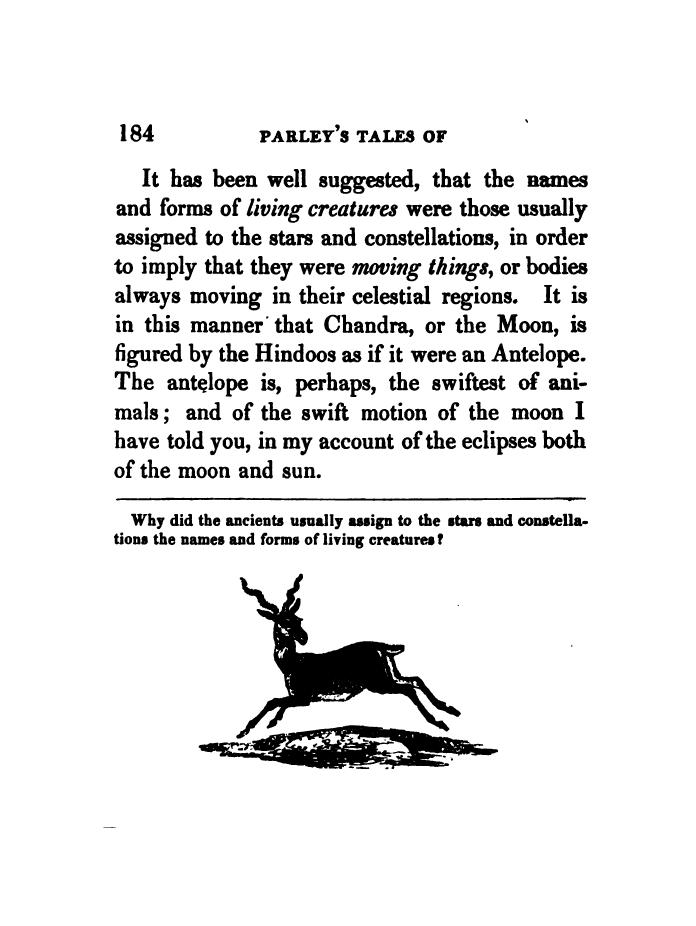 184 PARLEY'S TALES OF
It has been well suggested, that the names
and forms of living creatures were those usually
assigned to the stars and constellations, in order
to imply that they were moving things, or bodies
always moving in their celestial regions. It is
in this manner that Chandra, or the Moon, is
figured by the Hindoos as if it were an Antelope.
The antelope is, perhaps, the swiftest of ani-
mals; and of the swift motion of the moon I
have told you, in my account of the eclipses both
of the moon and sun.
Why did the ancients usually assign to the stars and constella-
tions the names and forms of living creatures?